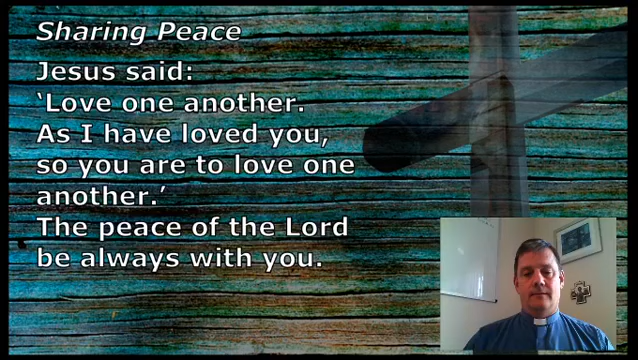 Sharing Peace
Jesus said:
‘Love one another.
As I have loved you,
so you are to love one
another.’
The peace of the Lord
be always with you.